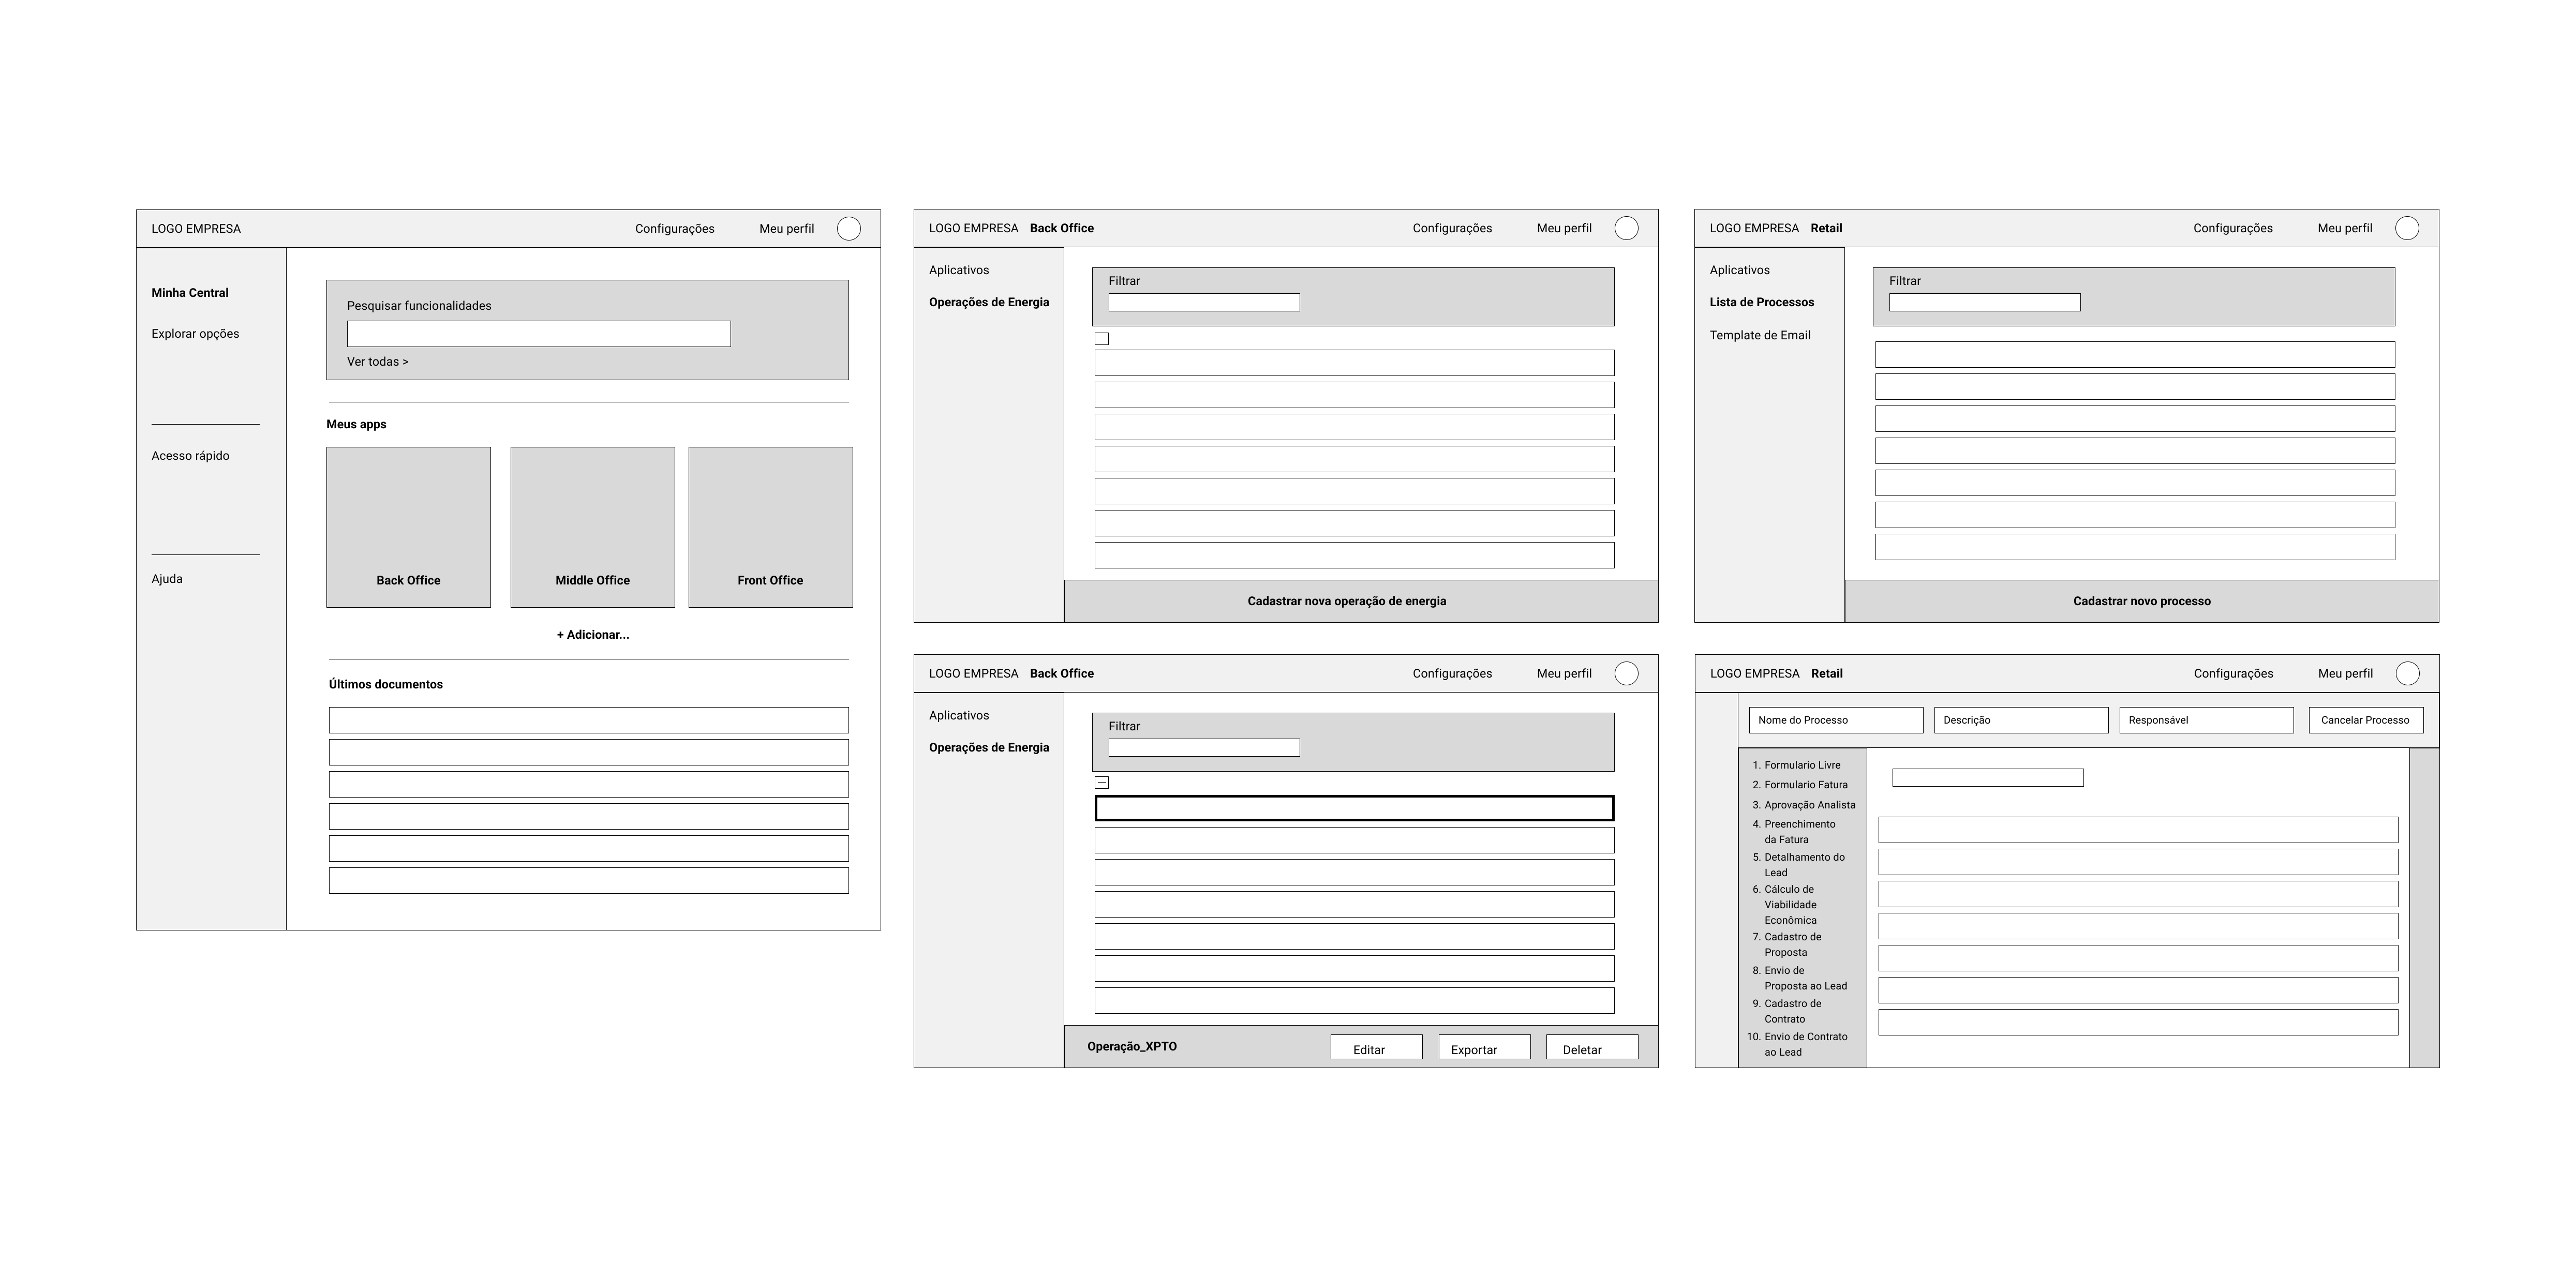 LOGO EMPRESA
Configurações
Meu perfil
Minha Central
Explorar opções
Acesso rápido
Ajuda
Pesquisar funcionalidades
Ver todas >
Meus apps
Back Office
Middle Office
Front Office
+ Adicionar...
Últimos documentos
LOGO EMPRESA Back Office
Configurações
Meu perfil
Aplicativos
Operações de Energia
Filtrar
Cadastrar nova operação de energia
LOGO EMPRESA Back Office
Configurações
Meu perfil
Aplicativos
Operações de Energia
Filtrar
Operação_XPTO
Editar
Exportar
Deletar
LOGO EMPRESA Retail
Configurações
Meu perfil
Aplicativos
Lista de Processos
Template de Email
Filtrar
Cadastrar novo processo
LOGO EMPRESA Retail
Configurações
Meu perfil
Nome do Processo
Descrição
Responsável
Cancelar Processo
1. Formulario Livre
2. Formulario Fatura
3. Aprovação Analista
4. Preenchimento
da Fatura
5. Detalhamento do
Lead
6. Cálculo de
Viabilidade
Econômica
7. Cadastro de
Proposta
8. Envio de
Proposta ao Lead
9. Cadastro de
Contrato
10. Envio de Contrato
ao Lead